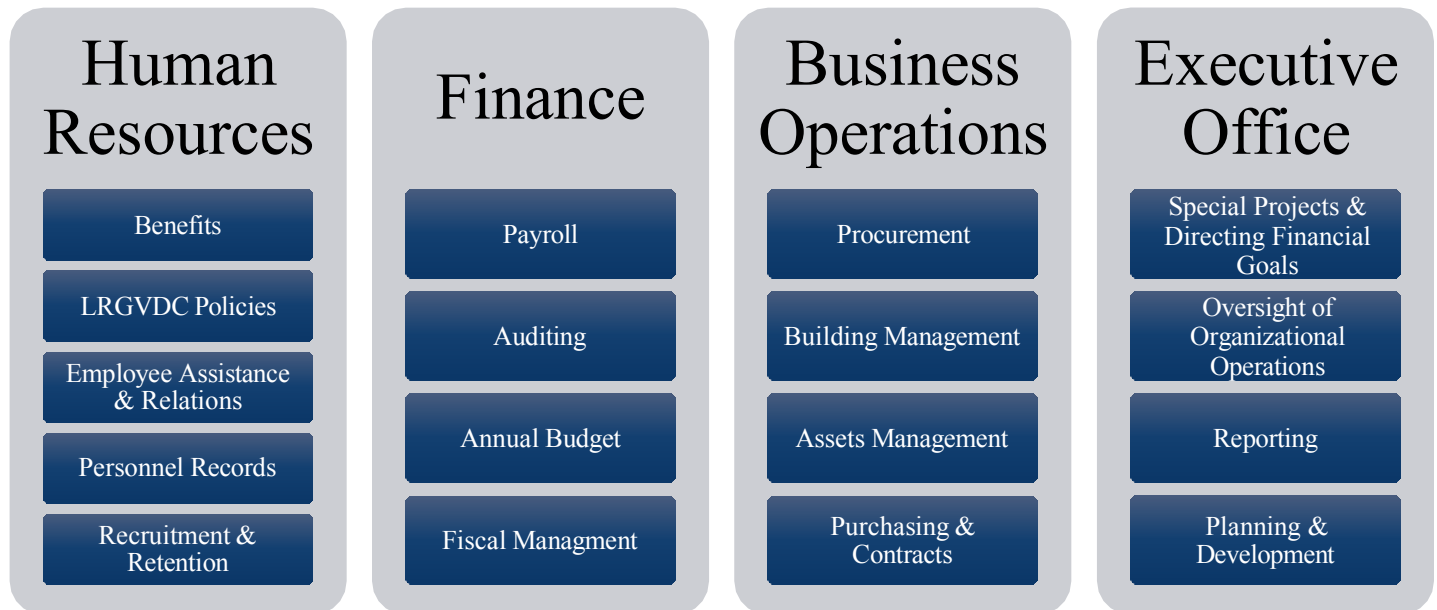 Human
Resources
Benefits
LRGVDC Policies
Employee Assistance
& Relations
Personnel Records
Recruitment &
Retention
Finance
Payroll
Auditing
Annual Budget
Fiscal Managment
Business
Operations
Procurement
Building Management
Assets Management
Purchasing &
Contracts
Executive
Office
Special Projects &
Directing Financial
Goals
Oversight of
Organizational
Operations
Reporting
Planning &
Development